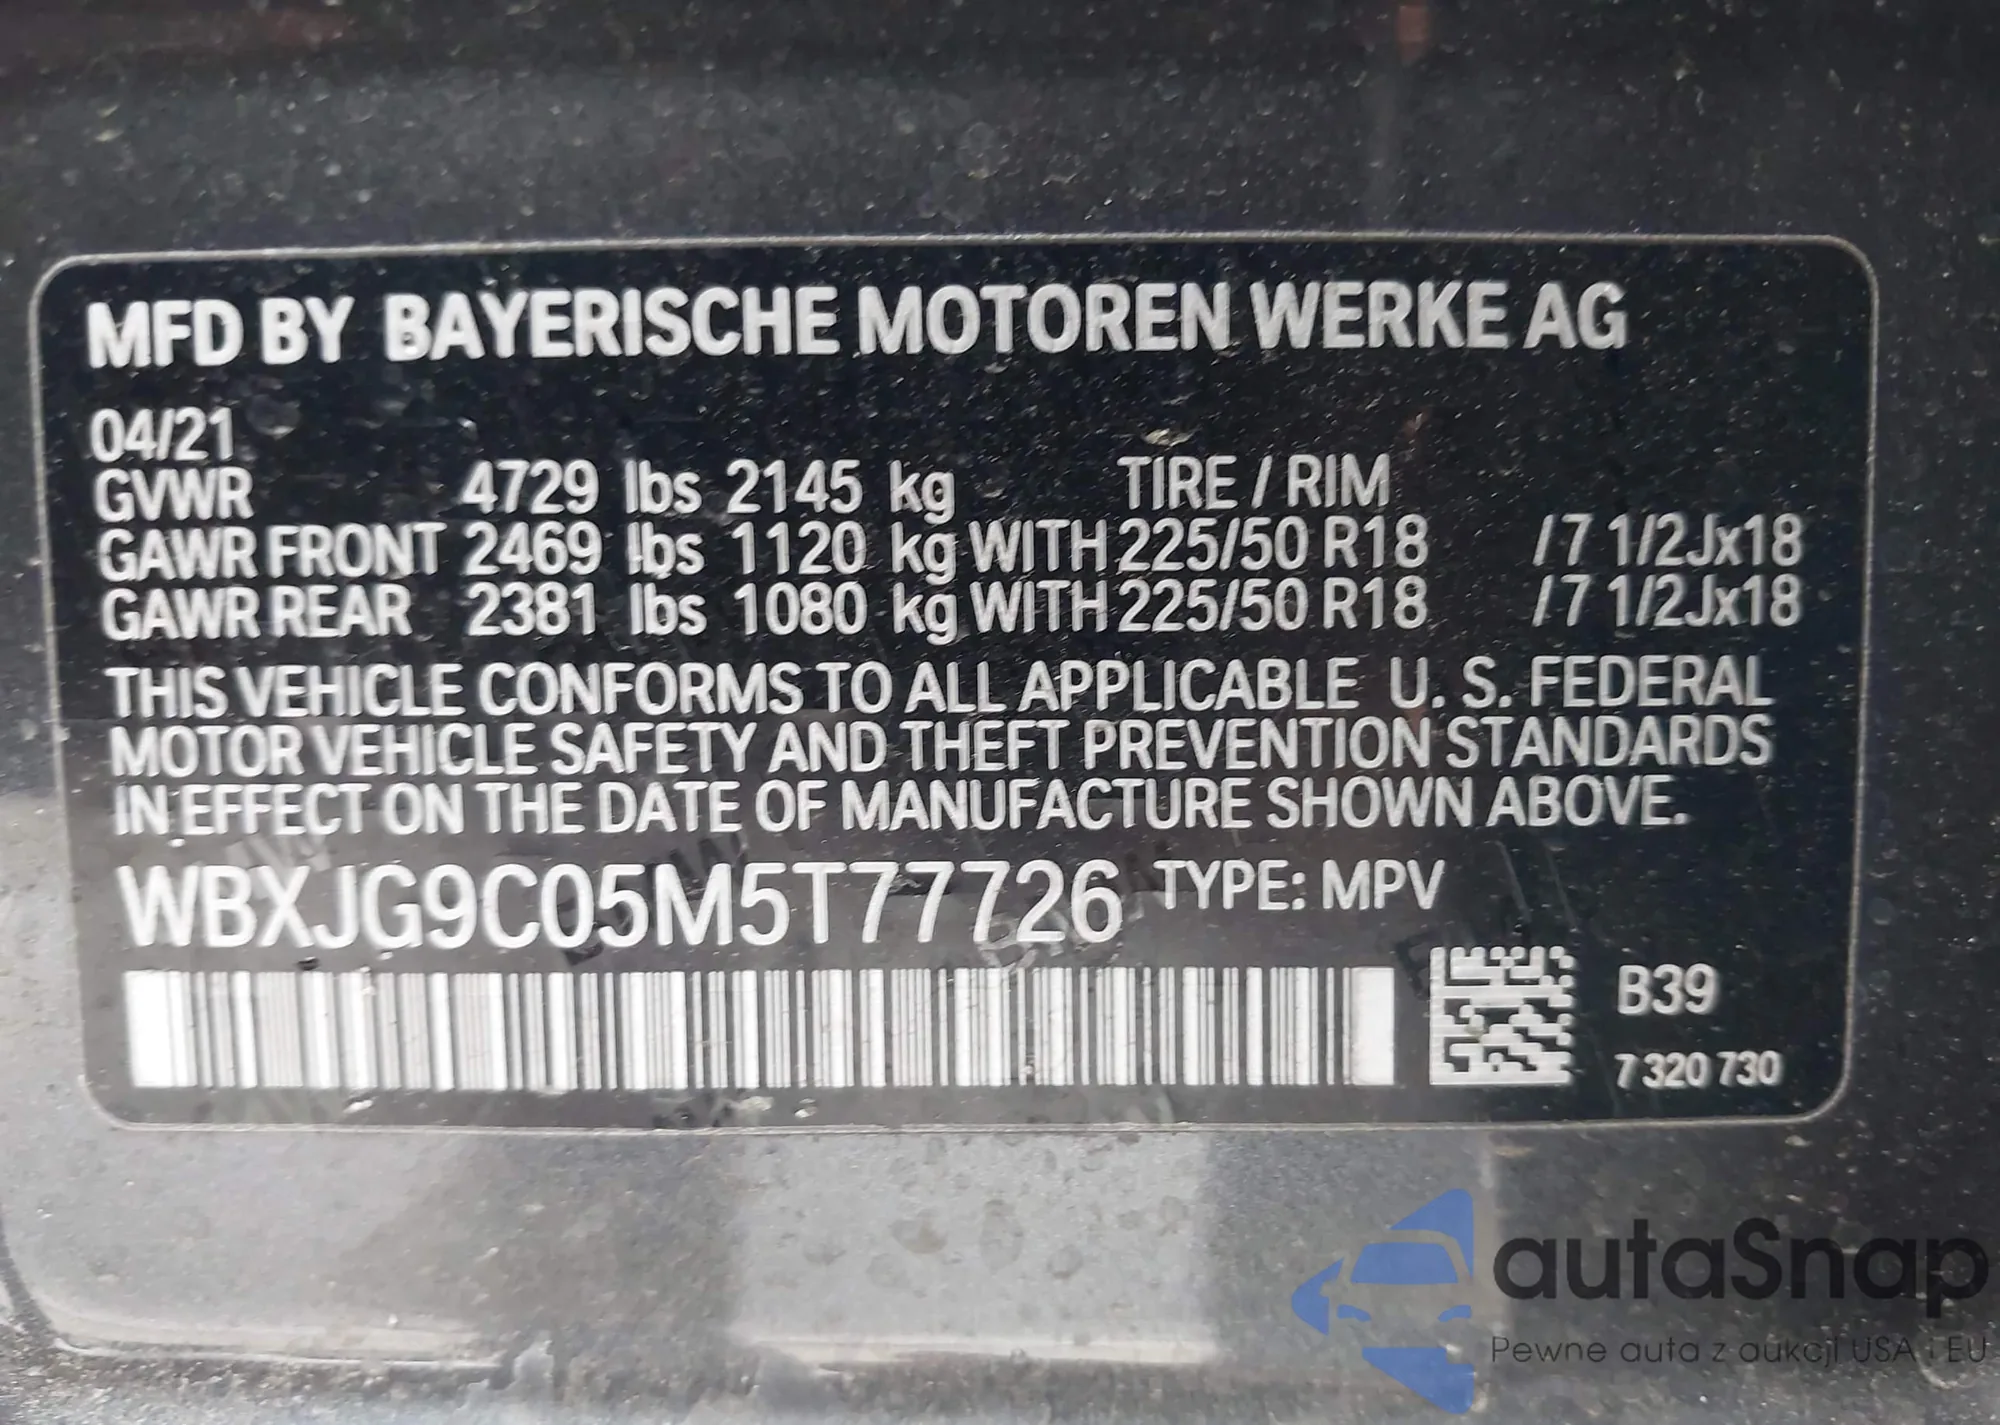 MFD BY BAYERISCHE MOTOREN WERKE AG
04/21
GVWR 4729 lbs 2145 kg TIRE / RIM
GAWR FRONT 2469 lbs 1120 kg WITH 225/50 R18 /7 1/2Jx18
GAWR REAR 2381 lbs 1080 kg WITH 225/50 R18 /7 1/2Jx18
THIS VEHICLE CONFORMS TO ALL APPLICABLE U. S. FEDERAL
MOTOR VEHICLE SAFETY AND THEFT PREVENTION STANDARDS
IN EFFECT ON THE DATE OF MANUFACTURE SHOWN ABOVE.
WBXJG9C05M5T77726 TYPE: MPV
B39
7 320 730
autaSnap
Pewne auta z aukcji USA i EU